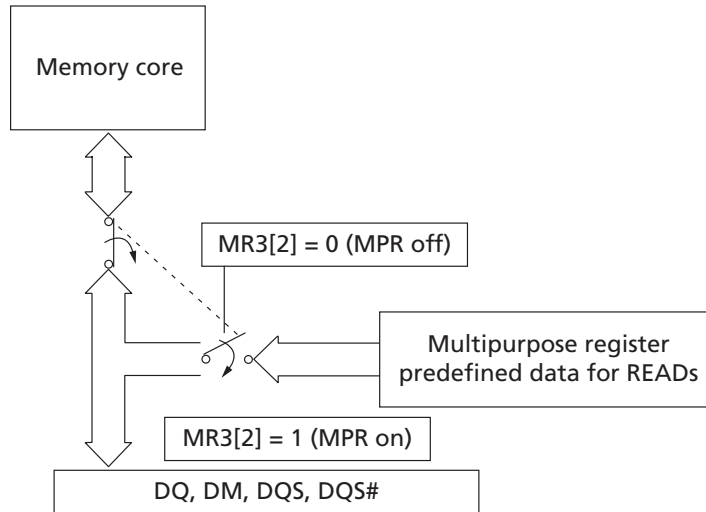 Memory core
MR3[2] = 0 (MPR off)
Multipurpose register
predefined data for READs
MR3[2] = 1 (MPR on)
DQ, DM, DQS, DQS#